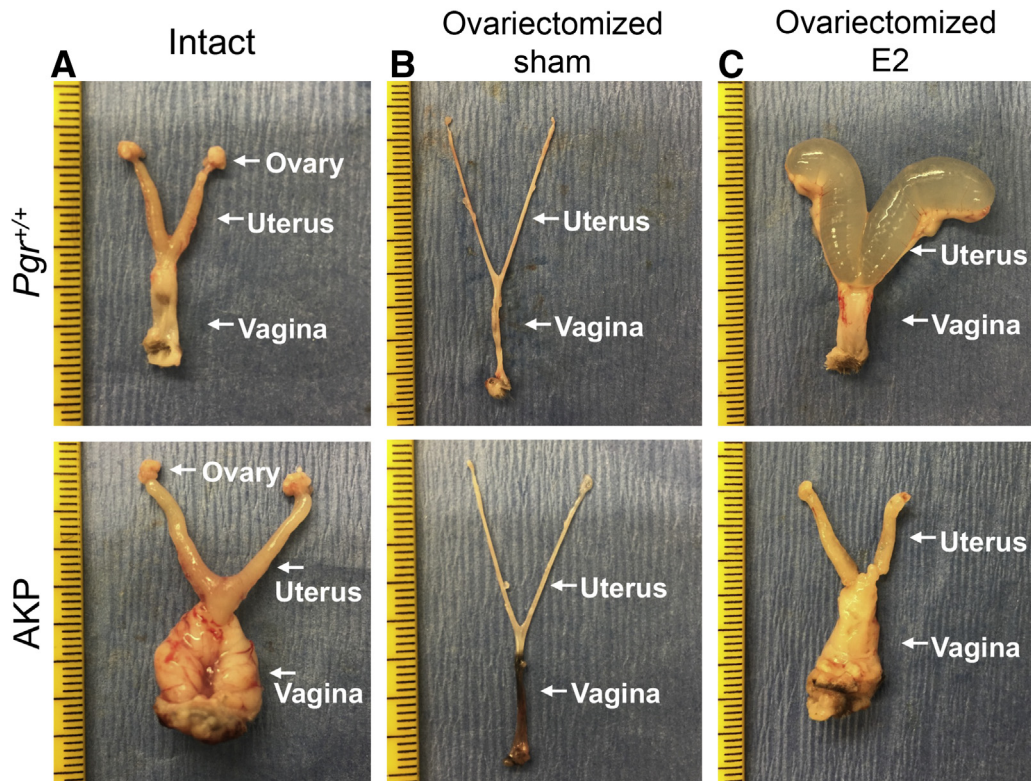 Intact
Ovariectomized
sham
Ovariectomized
E2
A
B
C
Pgr+/+
Ovary
Uterus
Vagina
Uterus
Vagina
Uterus
Vagina
AKP
Ovary
Uterus
Vagina
Uterus
Vagina
Uterus
Vagina